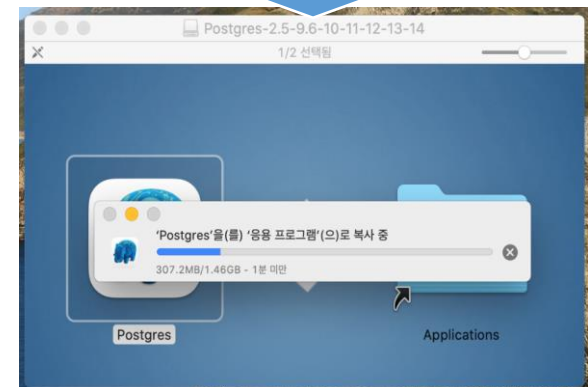 Postgres-2.5-9.6-10-11-12-13-14
1/2 선택됨
'Postgres'을(를) '응용 프로그램'(으)로 복사 중
307.2MB/1.46GB - 1분 미만
Postgres
Applications